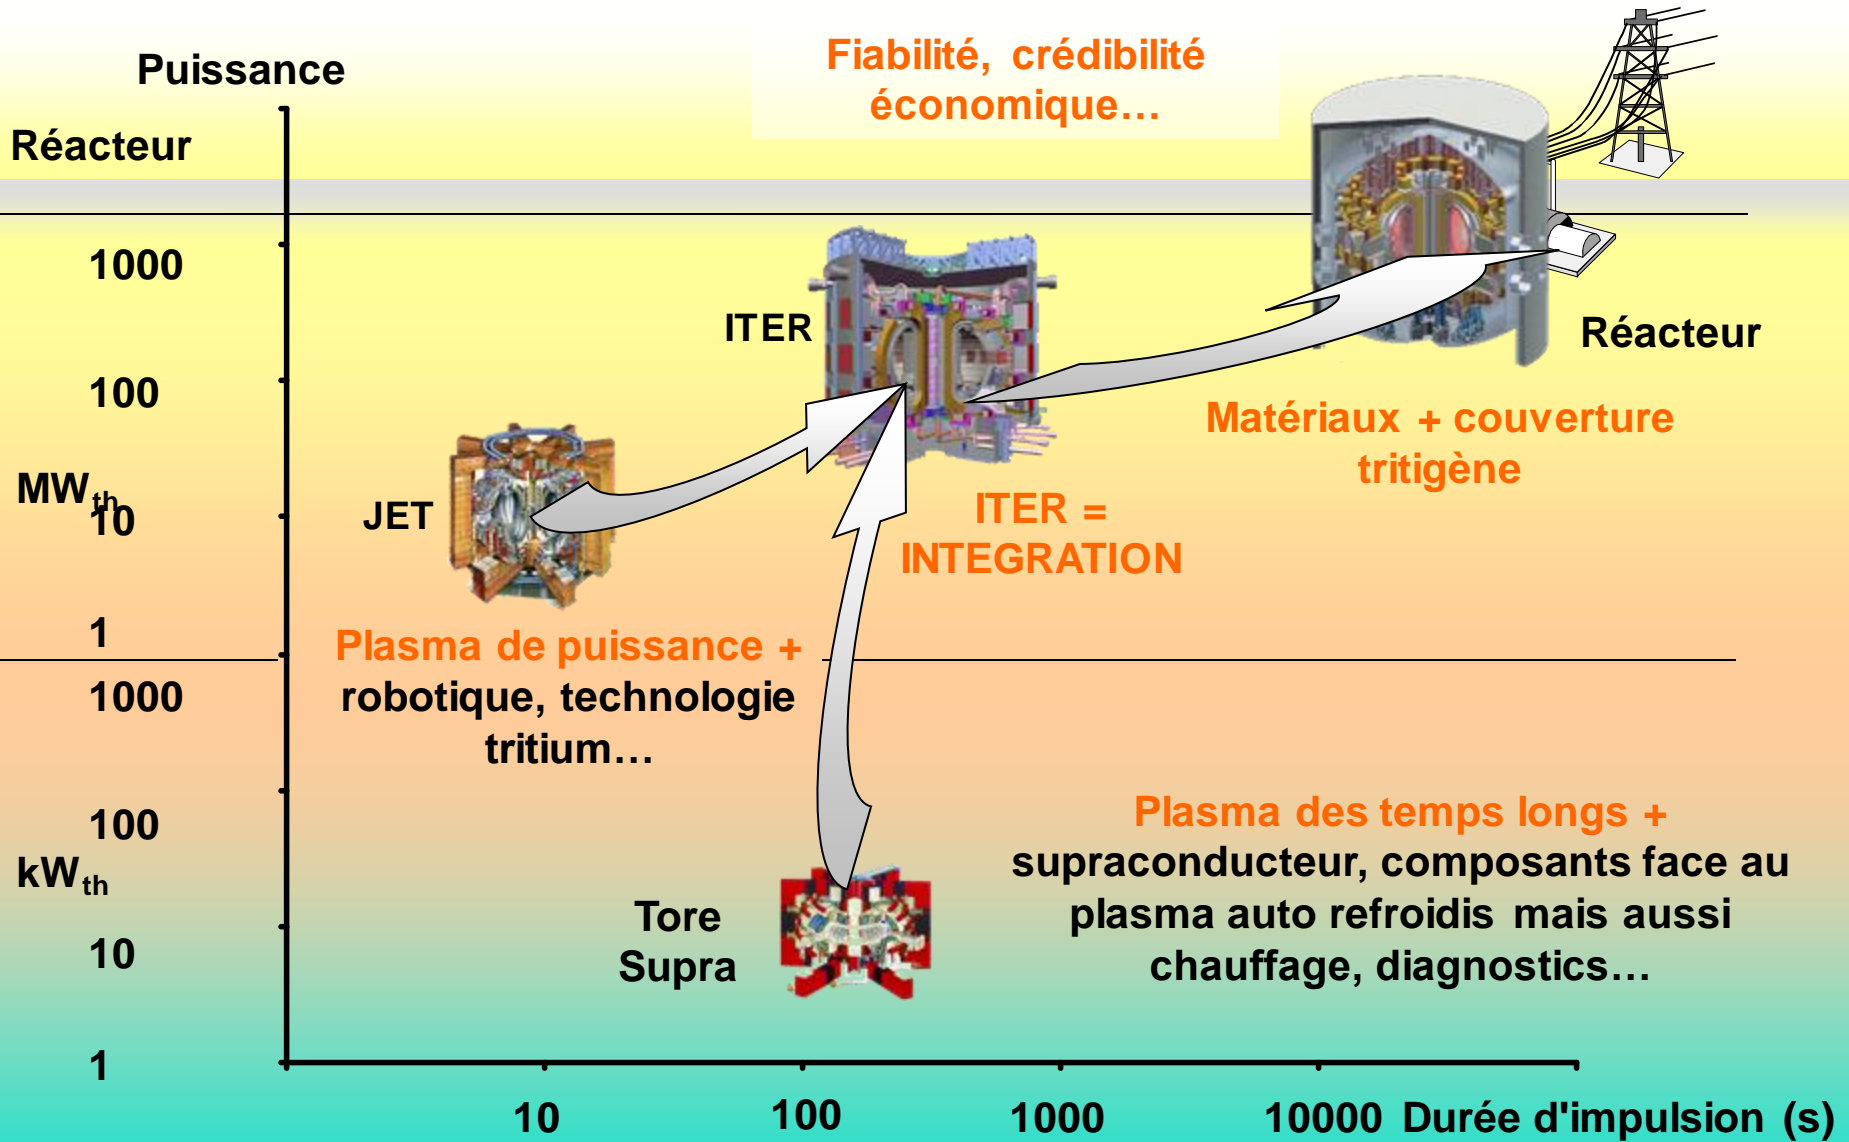 Puissance
Fiabilité, crédibilité
économique…
Réacteur
1000
ITER
Réacteur
100
Matériaux + couverture
tritigène
MWth
10
JET
ITER =
INTEGRATION
1
Plasma de puissance +
robotique, technologie
tritium…
1000
100
kWth
Plasma des temps longs +
supraconducteur, composants face au
plasma auto refroidis mais aussi
chauffage, diagnostics…
Tore
Supra
10
1
10
100
1000
10000
Durée d'impulsion (s)